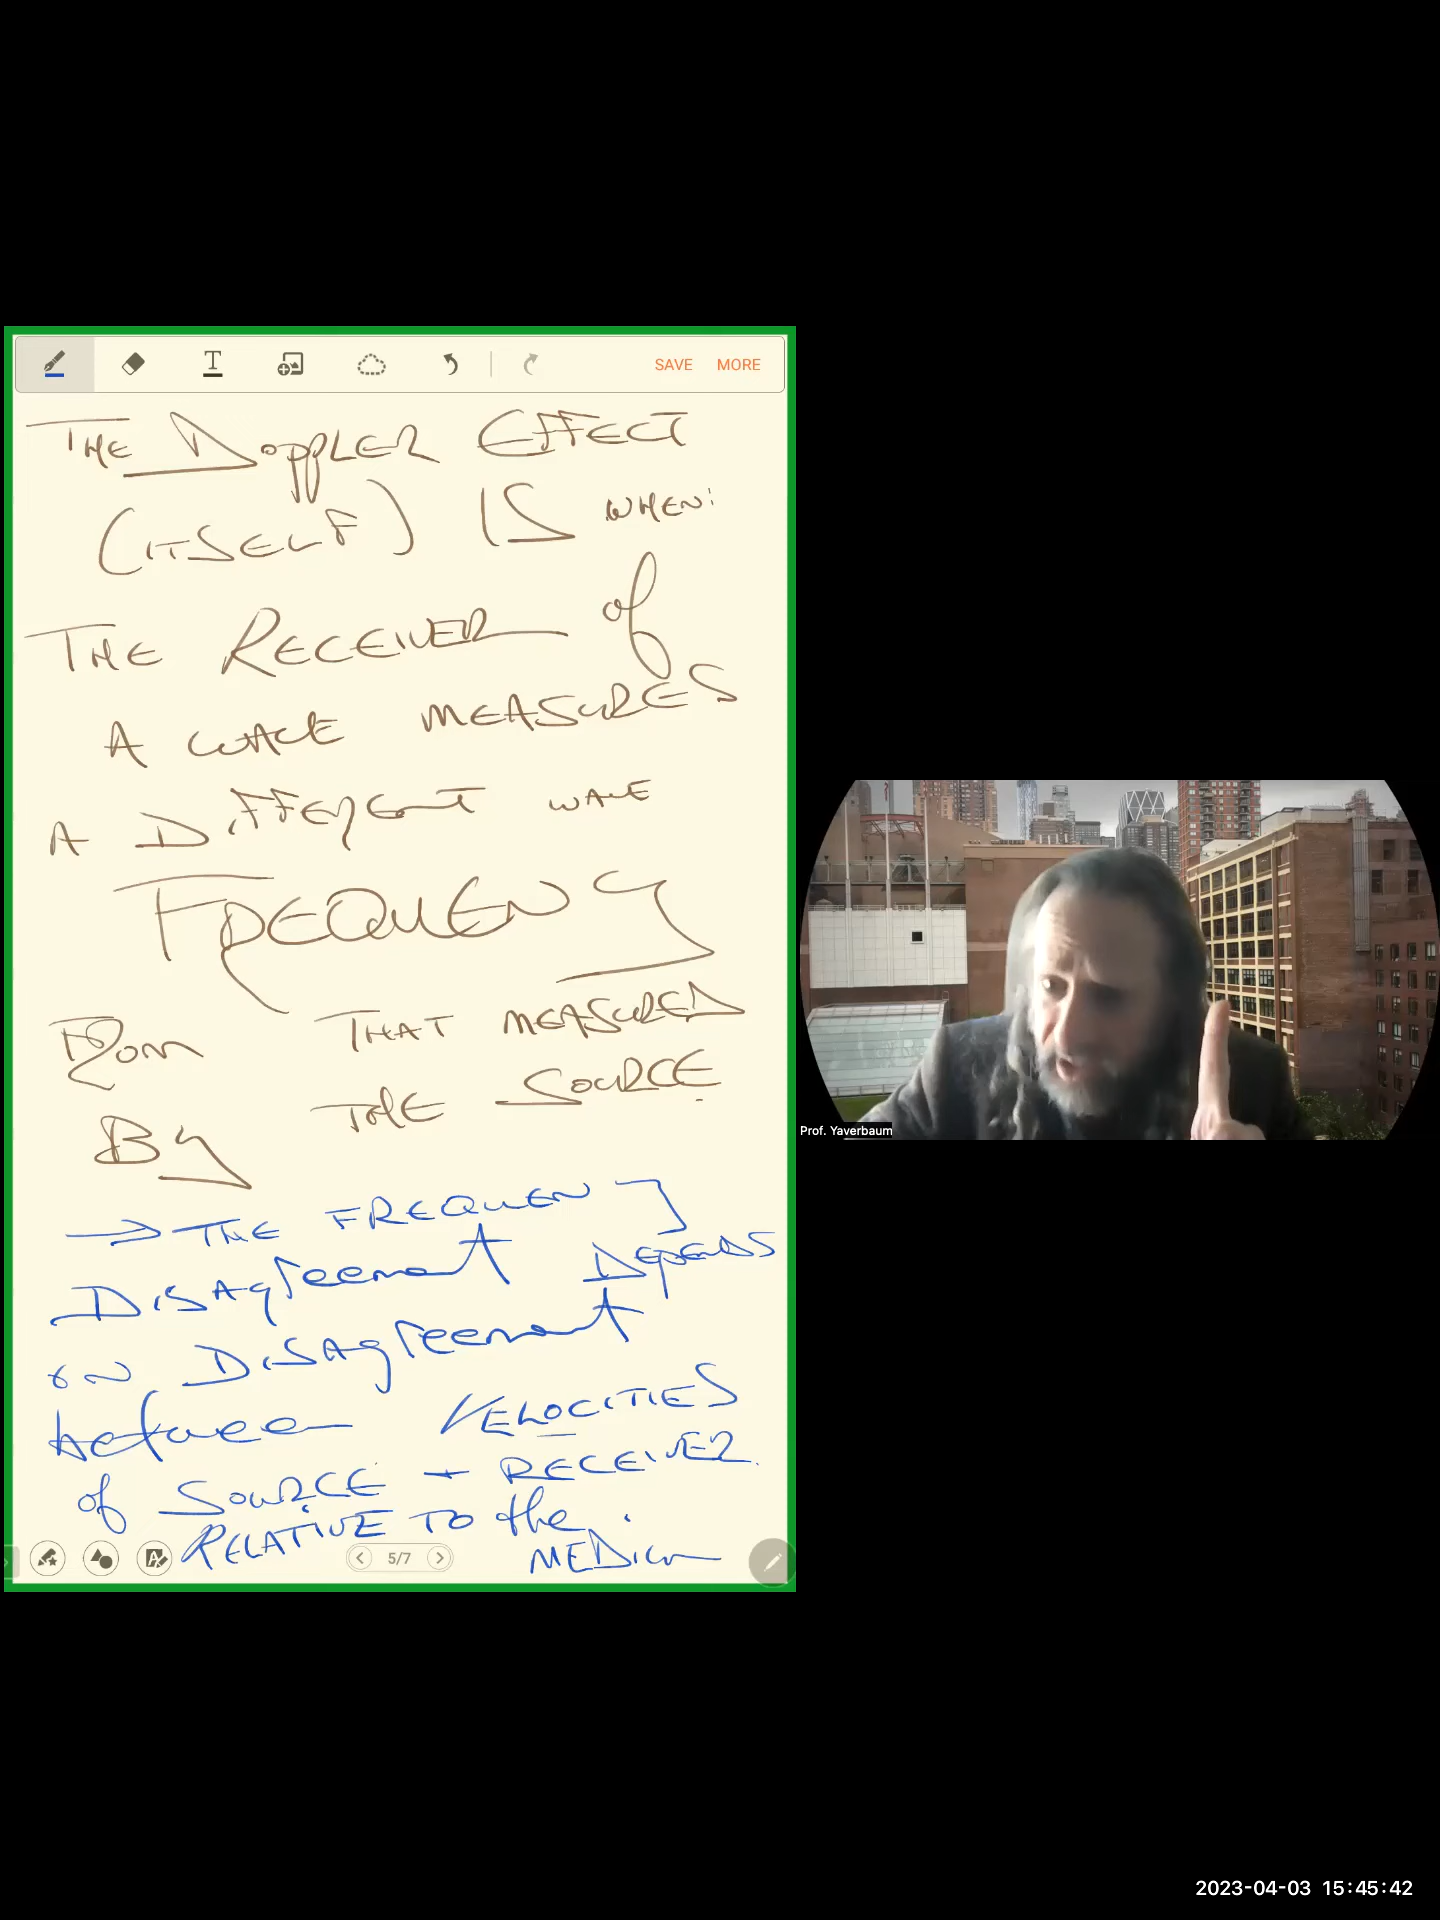 SAVE MORE
THE DOPPLER EFFECT
(ITSELF) IS WHEN:
THE RECEIVER of
A WAVE MEASURES
A DIFFERENT WAVE
FREQUENCY
FROM THAT MEASURED
BY THE SOURCE
→ THE FREQUENCY
DISAgreement DEPENDS
ON DISAgreement
between VELOCITIES
of SOURCE + RECEIVER
RELATIVE TO the
MEDIUM
5/7
Prof. Yaverbaum
2023-04-03 15:45:42